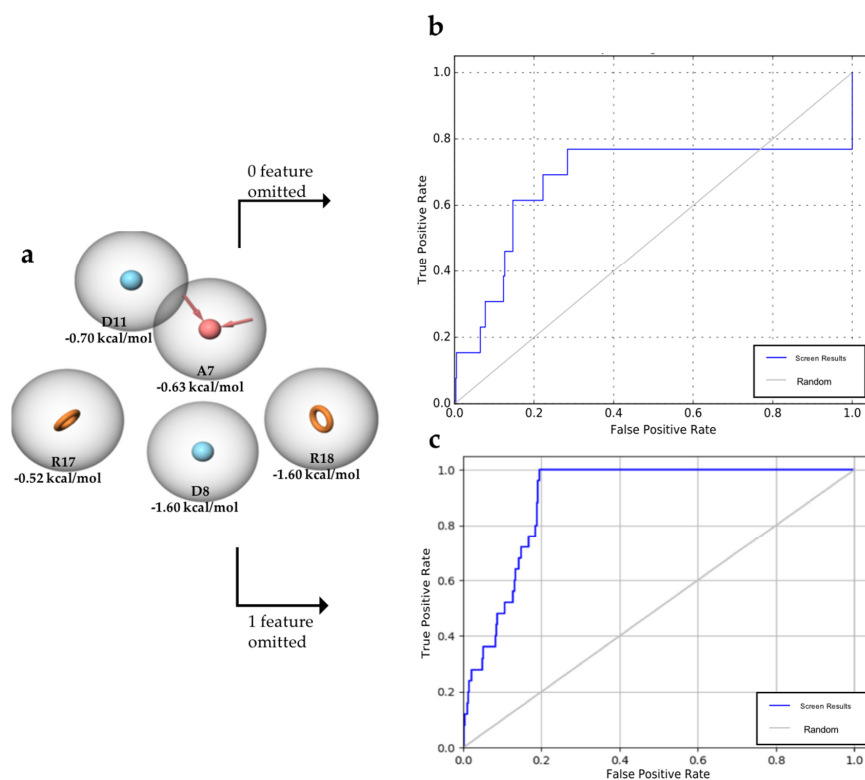 a
0 feature
omitted
D11
-0.70 kcal/mol
A7
-0.63 kcal/mol
R17
-0.52 kcal/mol
R18
-1.60 kcal/mol
D8
-1.60 kcal/mol
1 feature
omitted
b
1.0
0.8
0.6
0.4
0.2
0.0
True Positive Rate
0.0 0.2 0.4 0.6 0.8 1.0
False Positive Rate
Screen Results
Random
c
1.0
0.8
0.6
0.4
0.2
0.0
True Positive Rate
0.0 0.2 0.4 0.6 0.8 1.0
False Positive Rate
Screen Results
Random